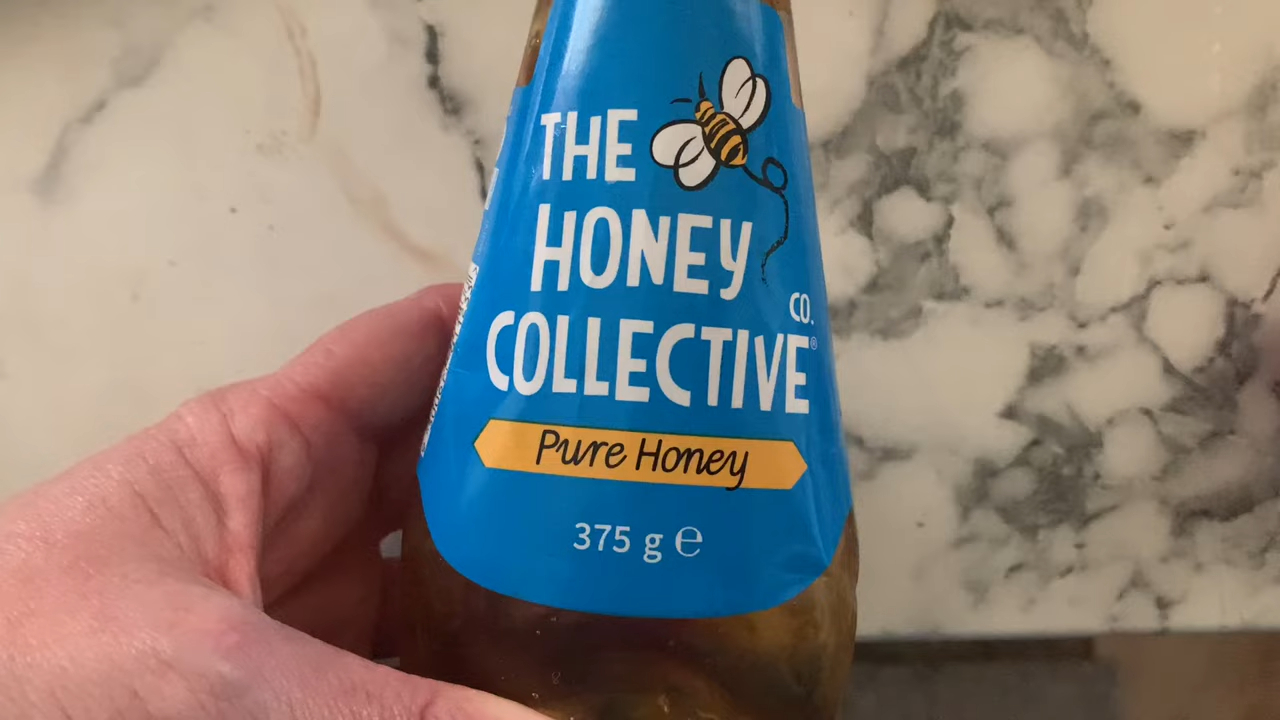 THE
HONEY
CO.
COLLECTIVE®
Pure Honey
375 g ℮